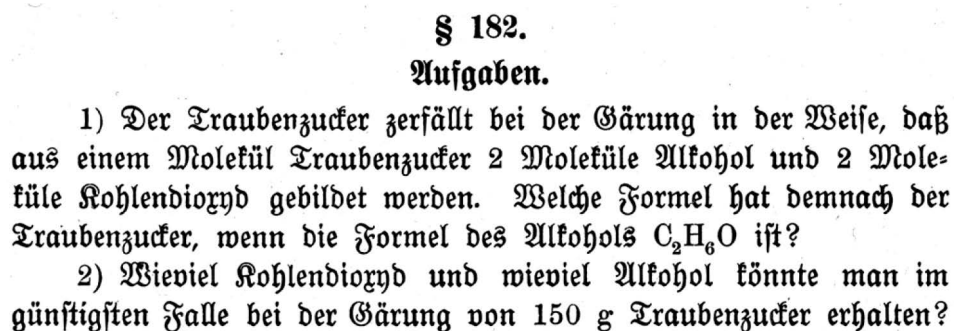 § 182.
Aufgaben.
1) Der Traubenzucker zerfällt bei der Gärung in der Weise, daß
aus einem Molekül Traubenzucker 2 Moleküle Alkohol und 2 Mole-
küle Kohlendioxyd gebildet werden. Welche Formel hat demnach der
Traubenzucker, wenn die Formel des Alkohols C₂H₆O ist?
2) Wieviel Kohlendioxyd und wieviel Alkohol könnte man im
günstigsten Falle bei der Gärung von 150 g Traubenzucker erhalten?